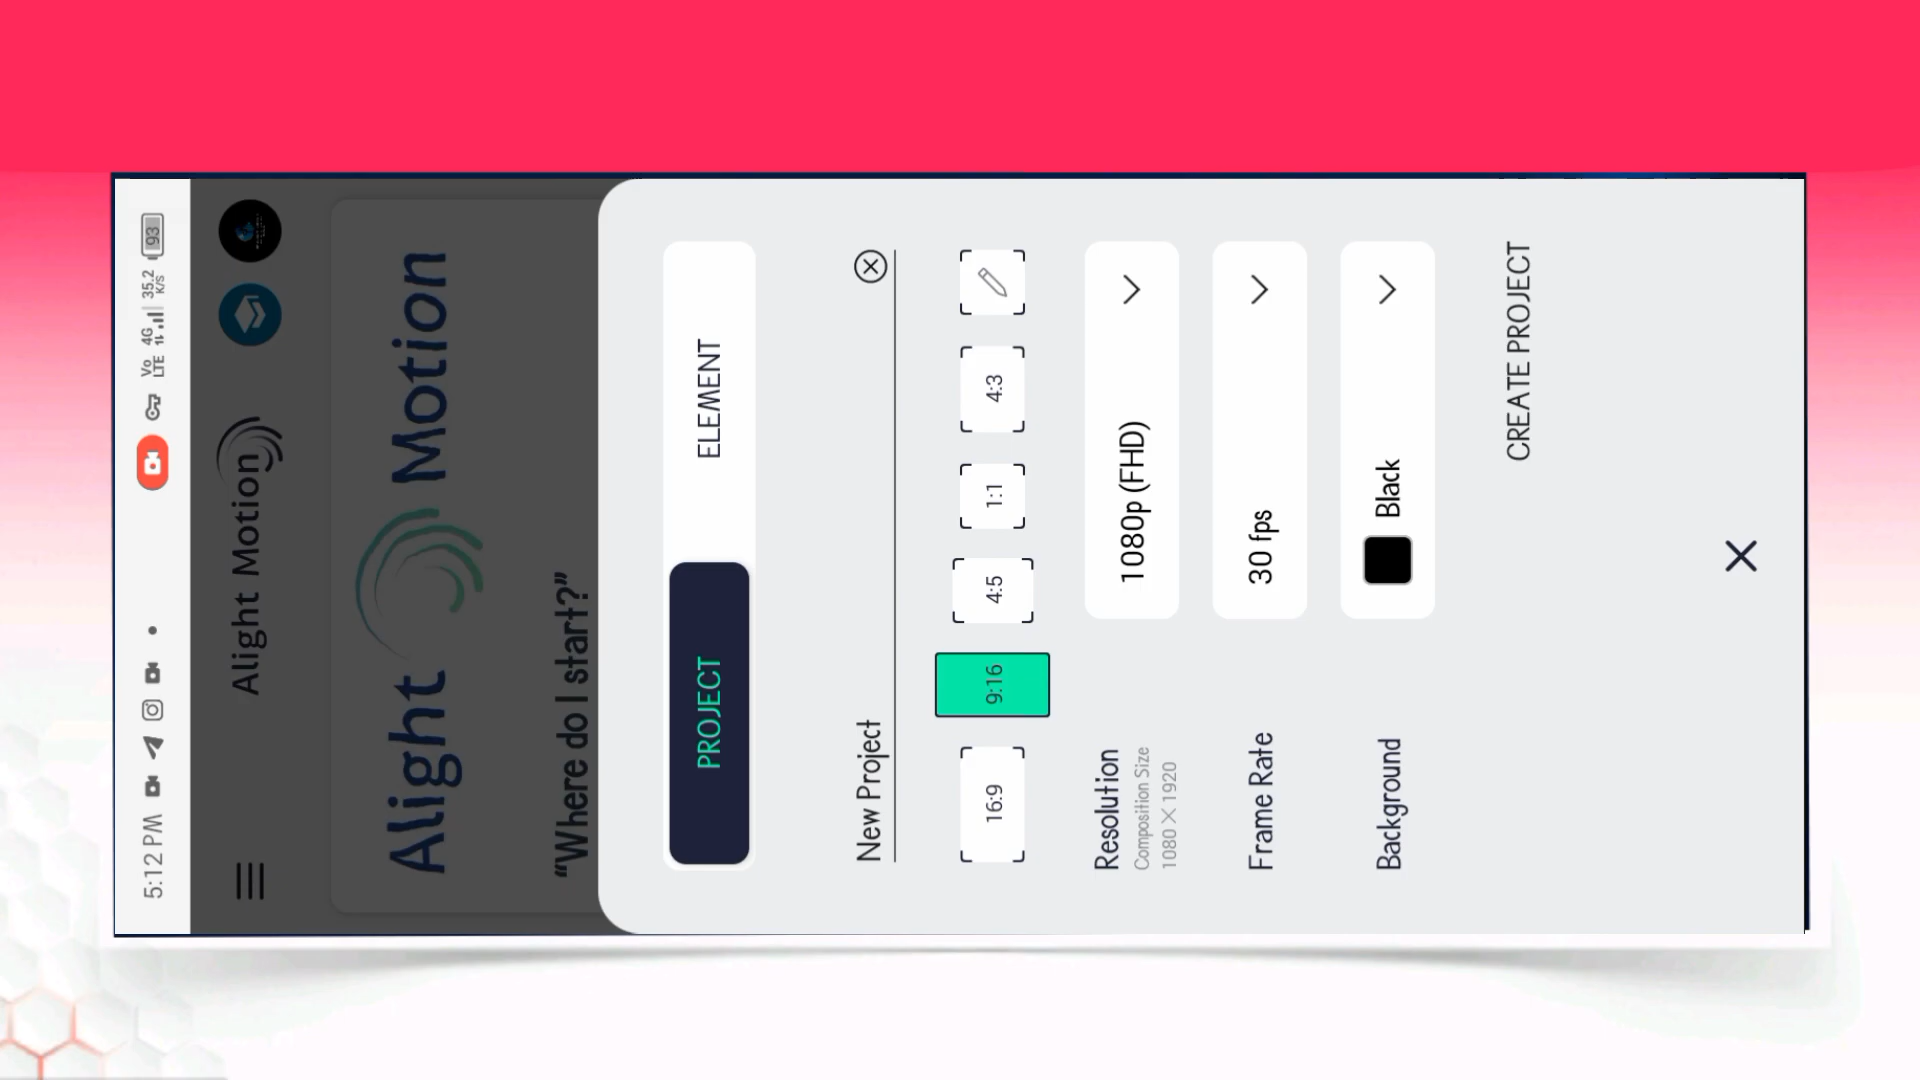 5:12 PM
Vo LTE 4G 35.2 K/S 93
Alight Motion
Alight Motion
“Where do I start?”
PROJECT ELEMENT
New Project
16:9 9:16 4:5 1:1 4:3
Resolution 1080p (FHD)
Composition Size
1080 X 1920
Frame Rate 30 fps
Background Black
CREATE PROJECT